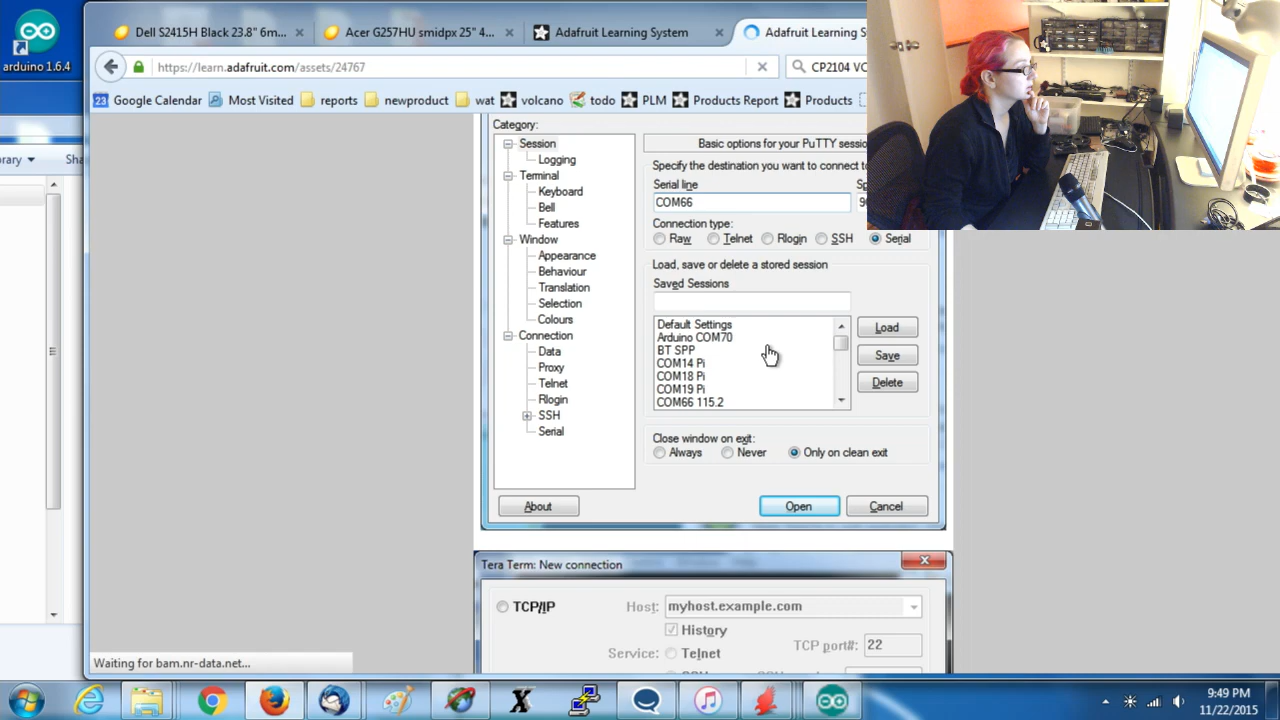 arduino 1.6.4
Dell S2415H Black 23.8" 6m... ×
Acer G257HU smidpx 25" 4... ×
Adafruit Learning System ×
Adafruit Learning S
https://learn.adafruit.com/assets/24767
CP2104 VC
23 Google Calendar Most Visited reports newproduct wat volcano todo PLM Products Report Products
brary
Sha
Category:
Session
Logging
Terminal
Keyboard
Bell
Features
Window
Appearance
Behaviour
Translation
Selection
Colours
Connection
Data
Proxy
Telnet
Rlogin
SSH
Serial
Basic options for your PuTTY sessio
Specify the destination you want to connect to
Serial line
COM66
Connection type:
Raw Telnet Rlogin SSH Serial
Load, save or delete a stored session
Saved Sessions
Default Settings
Arduino COM70
BT SPP
COM14 Pi
COM18 Pi
COM19 Pi
COM66 115.2
Load
Save
Delete
Close window on exit:
Always Never Only on clean exit
About
Open
Cancel
Tera Term: New connection
TCP/IP
Host: myhost.example.com
History
Service: Telnet
TCP port#: 22
Waiting for bam.nr-data.net...
9:49 PM
11/22/2015